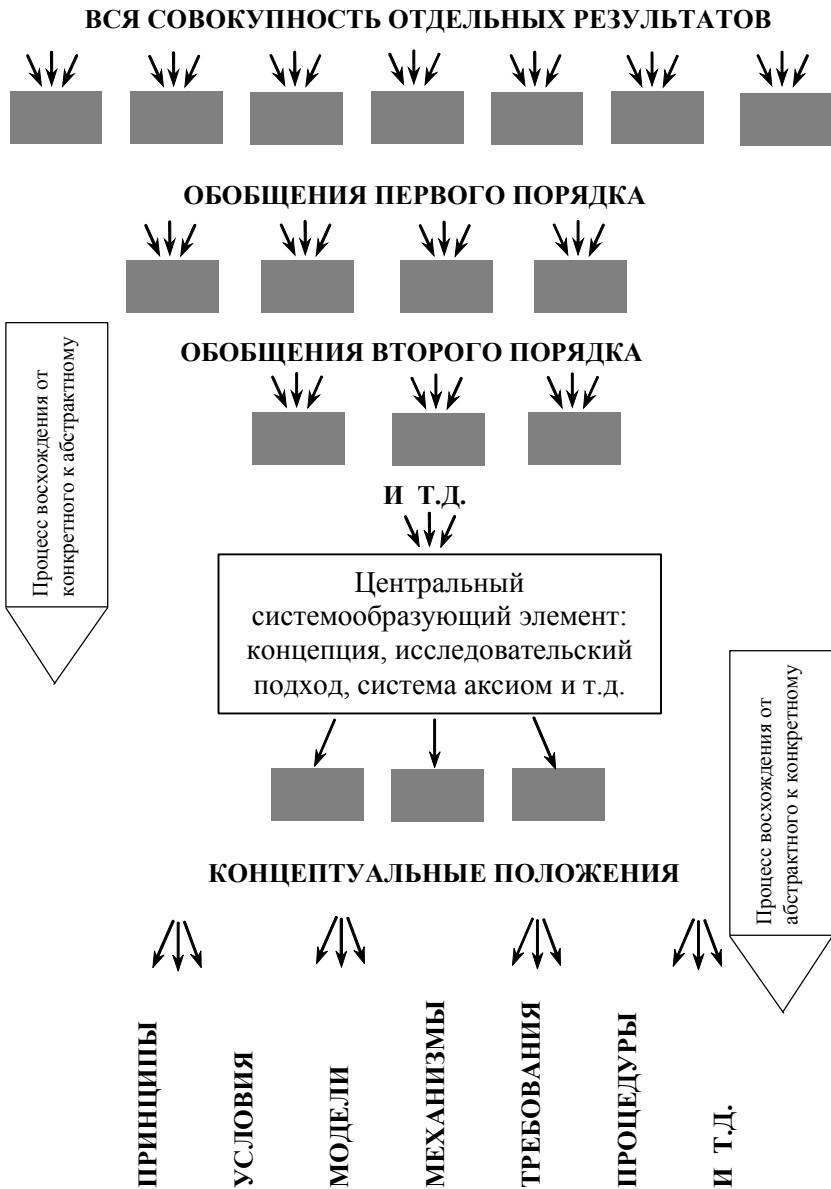 ВСЯ СОВОКУПНОСТЬ ОТДЕЛЬНЫХ РЕЗУЛЬТАТОВ
ОБОБЩЕНИЯ ПЕРВОГО ПОРЯДКА
ОБОБЩЕНИЯ ВТОРОГО ПОРЯДКА
Процесс восхождения от
конкретного к абстрактному
И Т.Д.
Центральный
системообразующий элемент:
концепция, исследовательский
подход, система аксиом и т.д.
Процесс восхождения от
абстрактного к конкретному
КОНЦЕПТУАЛЬНЫЕ ПОЛОЖЕНИЯ
ПРИНЦИПЫ
УСЛОВИЯ
МОДЕЛИ
МЕХАНИЗМЫ
ТРЕБОВАНИЯ
ПРОЦЕДУРЫ
И Т.Д.